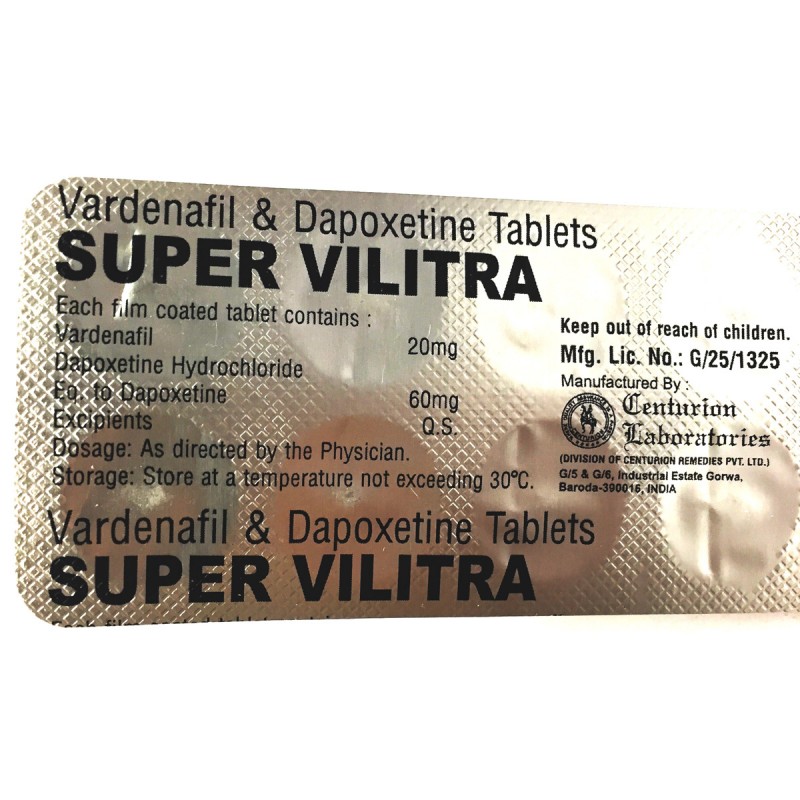 Vardenafil & Dapoxetine Tablets
SUPER VILITRA
Each film coated tablet contains :
Vardenafil 20mg
Dapoxetine Hydrochloride
Eq. to Dapoxetine 60mg
Excipients Q.S.
Dosage: As directed by the Physician.
Storage: Store at a temperature not exceeding 30°C.
Keep out of reach of children.
Mfg. Lic. No.: G/25/1325
Manufactured By :
Centurion
Laboratories
(DIVISION OF CENTURION REMEDIES PVT. LTD.)
G/5 & G/6, Industrial Estate Gorwa,
Baroda-390016, INDIA
Vardenafil & Dapoxetine Tablets
SUPER VILITRA